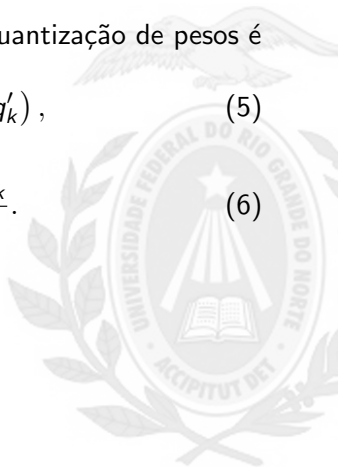 uantização de pesos é
q′ₖ), (5)
k. (6)
UNIVERSIDADE FEDERAL DO RIO GRANDE DO NORTE
ACCIPITUT DET